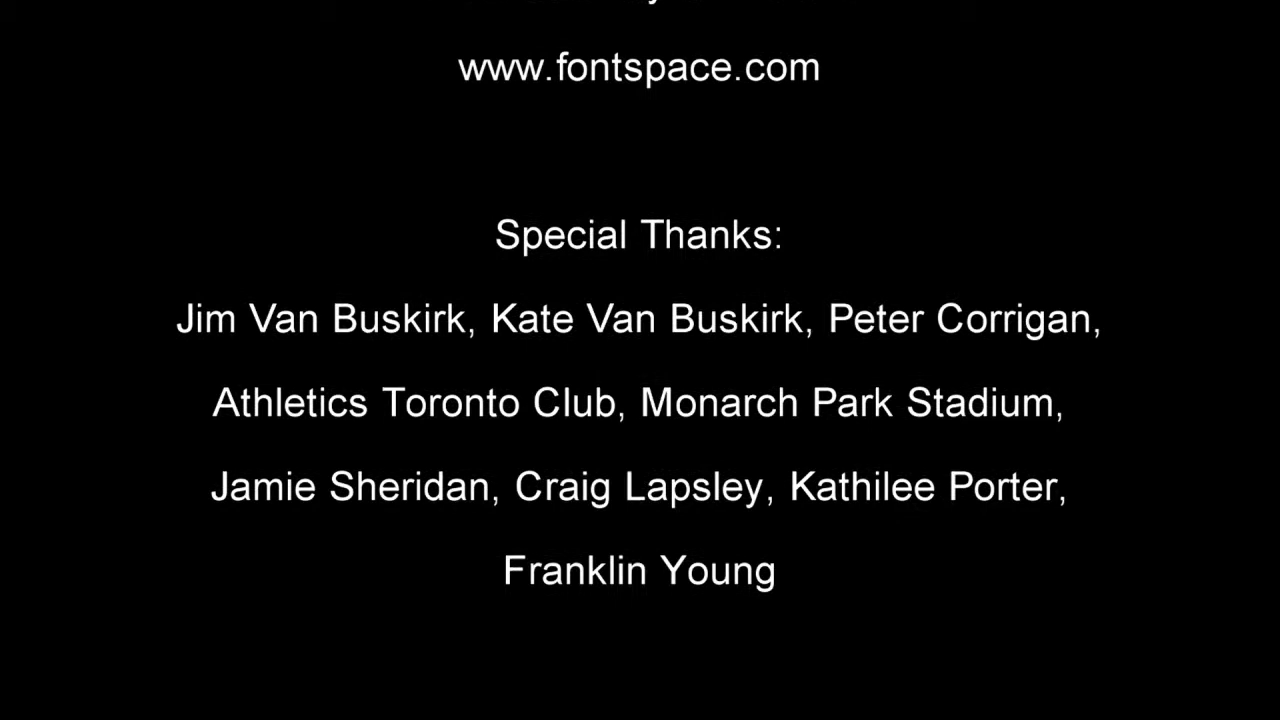 www.fontspace.com
Special Thanks:
Jim Van Buskirk, Kate Van Buskirk, Peter Corrigan,
Athletics Toronto Club, Monarch Park Stadium,
Jamie Sheridan, Craig Lapsley, Kathilee Porter,
Franklin Young